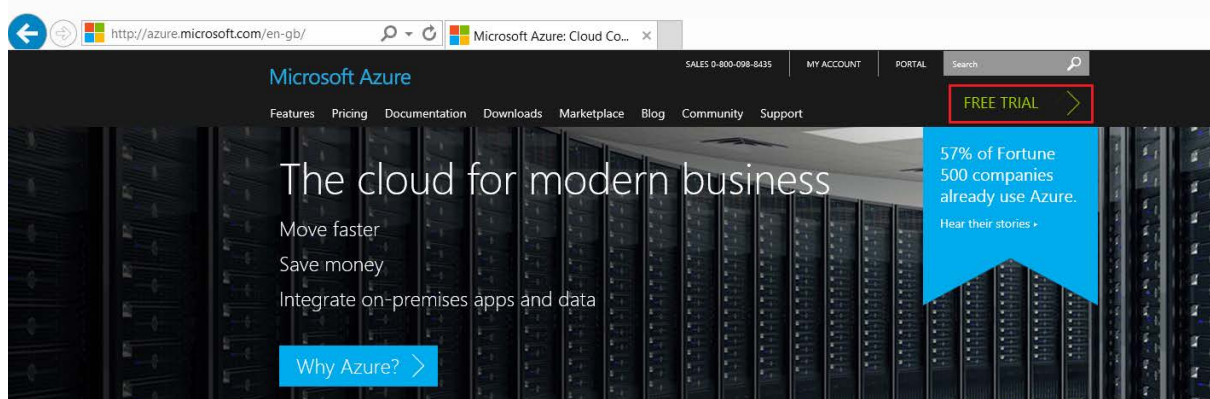 http://azure.microsoft.com/en-gb/
Microsoft Azure: Cloud Co...
SALES 0-800-098-8435
MY ACCOUNT
PORTAL
Search
Microsoft Azure
FREE TRIAL
Features Pricing Documentation Downloads Marketplace Blog Community Support
The cloud for modern business
Move faster
Save money
Integrate on-premises apps and data
Why Azure?
57% of Fortune
500 companies
already use Azure.
Hear their stories